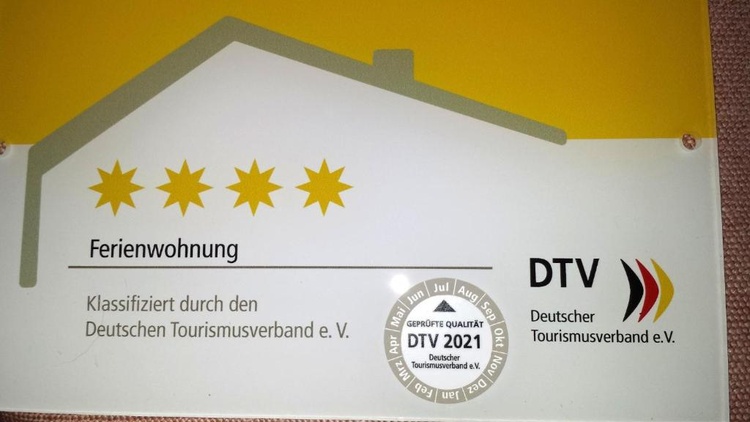 Ferienwohnung
Klassifiziert durch den
Deutschen Tourismusverband e. V.
Jan Feb Mrz Apr Mai Jun Jul Aug Sep Okt Nov Dez
GEPRÜFTE QUALITÄT
DTV 2021
Deutscher
Tourismusverband e.V.
DTV
Deutscher
Tourismusverband e.V.